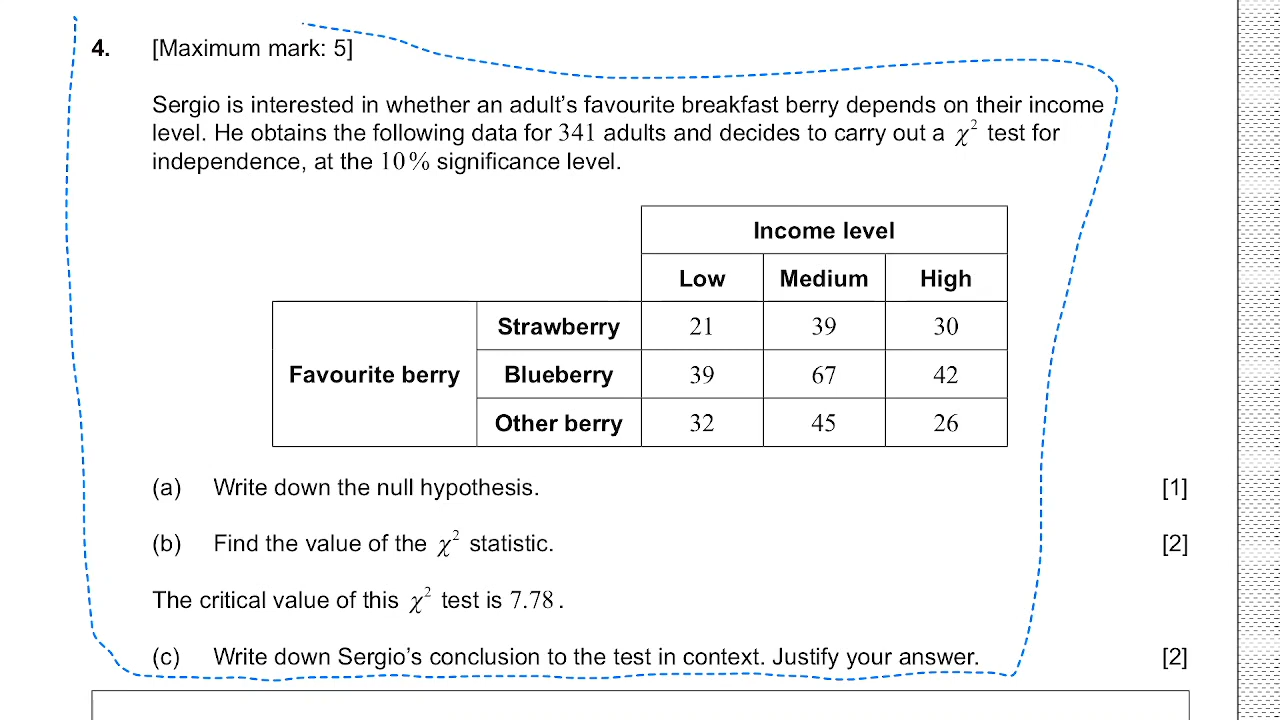 4. [Maximum mark: 5]
Sergio is interested in whether an adult's favourite breakfast berry depends on their income
level. He obtains the following data for 341 adults and decides to carry out a χ² test for
independence, at the 10% significance level.
Income level
Low Medium High
Strawberry 21 39 30
Favourite berry Blueberry 39 67 42
Other berry 32 45 26
(a) Write down the null hypothesis. [1]
(b) Find the value of the χ² statistic. [2]
The critical value of this χ² test is 7.78.
(c) Write down Sergio's conclusion to the test in context. Justify your answer. [2]